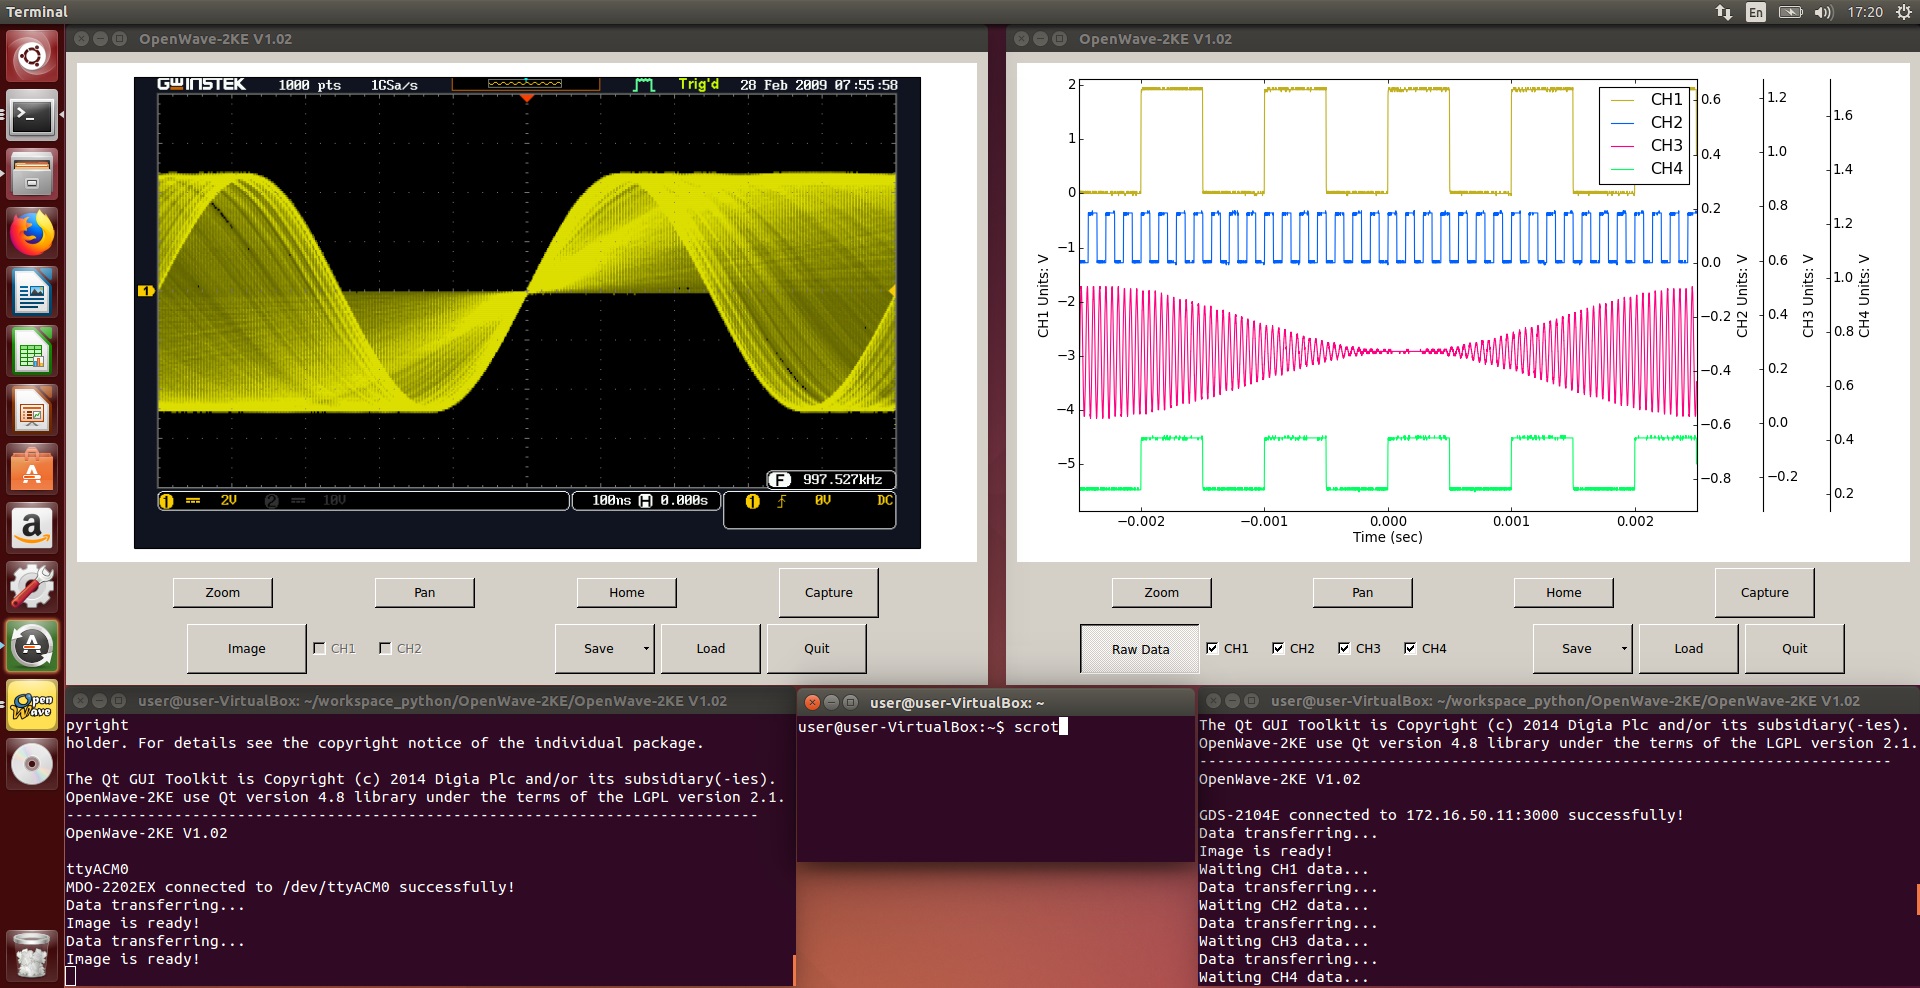 Terminal
En
17:20
OpenWave-2KE V1.02
GWINSTEK 1000 pts 1GSa/s Trig'd 28 Feb 2009 07:55:58
1
F 997.527kHz
1 2V 2 10V 100ns H 0.000s 1 0V DC
Zoom Pan Home Capture
Image CH1 CH2 Save Load Quit
OpenWave-2KE V1.02
CH1
CH2
CH3
CH4
2
1
0
−1
−2
−3
−4
−5
CH1 Units: V
0.6
0.4
0.2
0.0
−0.2
−0.4
−0.6
−0.8
CH2 Units: V
1.2
1.0
0.8
0.6
0.4
0.2
0.0
−0.2
CH3 Units: V
1.6
1.4
1.2
1.0
0.8
0.6
0.4
0.2
CH4 Units: V
−0.002 −0.001 0.000 0.001 0.002
Time (sec)
Zoom Pan Home Capture
Raw Data CH1 CH2 CH3 CH4 Save Load Quit
user@user-VirtualBox: ~/workspace_python/OpenWave-2KE/OpenWave-2KE V1.02
pyright
holder. For details see the copyright notice of the individual package.
The Qt GUI Toolkit is Copyright (c) 2014 Digia Plc and/or its subsidiary(-ies).
OpenWave-2KE use Qt version 4.8 library under the terms of the LGPL version 2.1.
-----------------------------------------------------------------------------
OpenWave-2KE V1.02
ttyACM0
MDO-2202EX connected to /dev/ttyACM0 successfully!
Data transferring...
Image is ready!
Data transferring...
Image is ready!
user@user-VirtualBox: ~
user@user-VirtualBox:~$ scrot
user@user-VirtualBox: ~/workspace_python/OpenWave-2KE/OpenWave-2KE V1.02
The Qt GUI Toolkit is Copyright (c) 2014 Digia Plc and/or its subsidiary(-ies).
OpenWave-2KE use Qt version 4.8 library under the terms of the LGPL version 2.1.
-----------------------------------------------------------------------------
OpenWave-2KE V1.02
GDS-2104E connected to 172.16.50.11:3000 successfully!
Data transferring...
Image is ready!
Waiting CH1 data...
Data transferring...
Waiting CH2 data...
Data transferring...
Waiting CH3 data...
Data transferring...
Waiting CH4 data...
a
Open
Wave